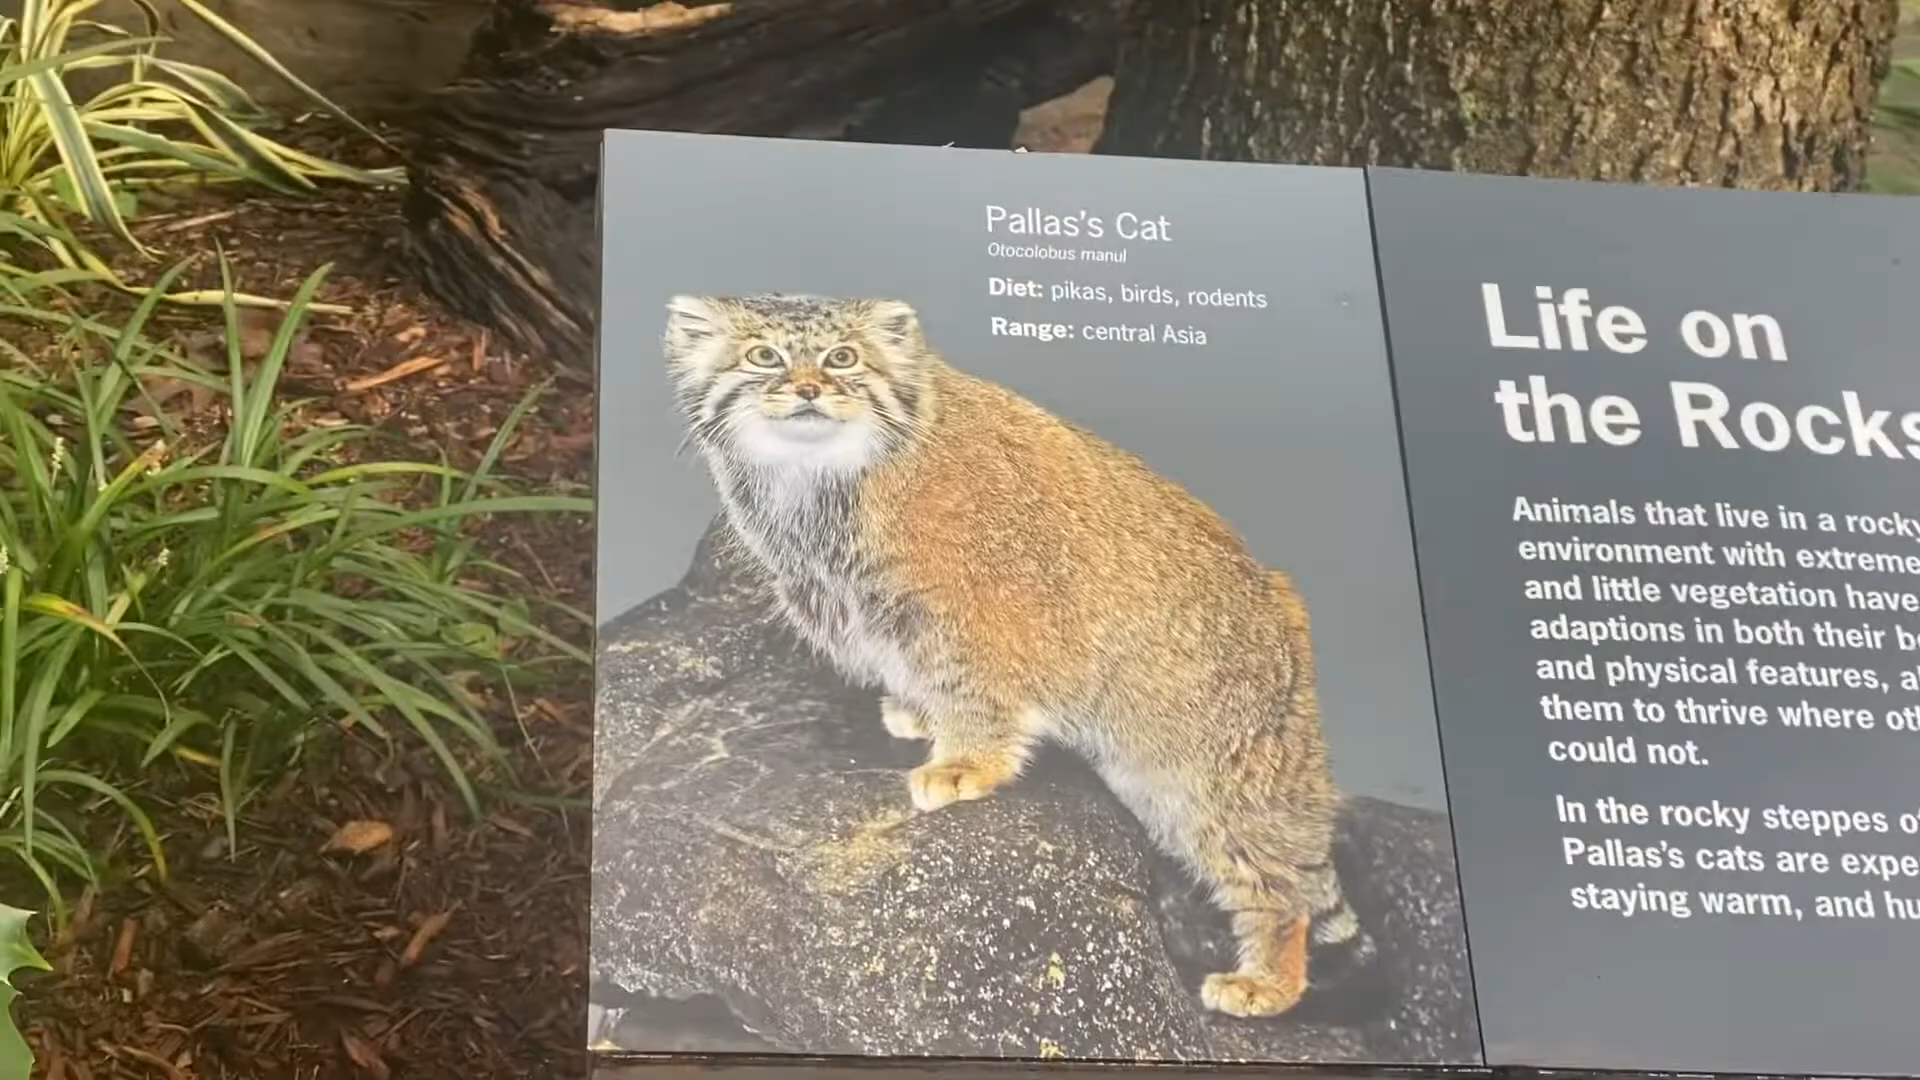 Pallas's Cat
Otocolobus manul
Diet: pikas, birds, rodents
Range: central Asia
Life on
the Rocks
Animals that live in a rocky
environment with extreme
and little vegetation have
adaptions in both their
and physical features,
them to thrive where
could not.
In the rocky steppes
Pallas's cats are
staying warm, and